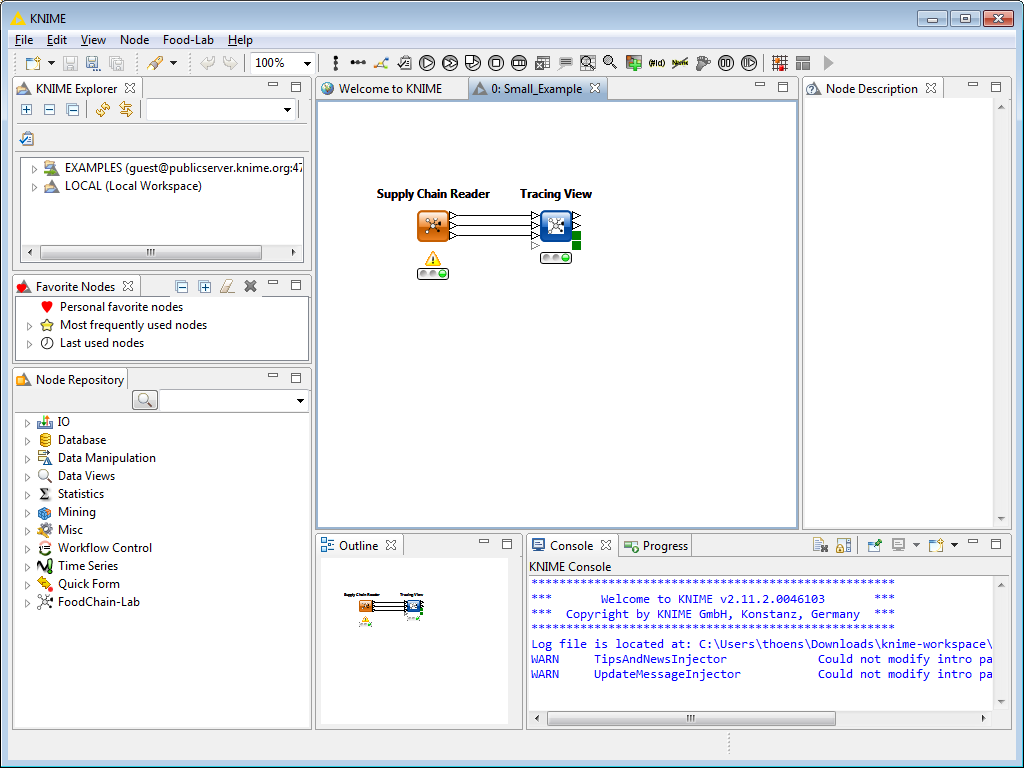 KNIME
File Edit View Node Food-Lab Help
100%
KNIME Explorer
EXAMPLES (guest@publicserver.knime.org:47
LOCAL (Local Workspace)
Favorite Nodes
Personal favorite nodes
Most frequently used nodes
Last used nodes
Node Repository
IO
Database
Data Manipulation
Data Views
Statistics
Mining
Misc
Workflow Control
Time Series
Quick Form
FoodChain-Lab
Welcome to KNIME
0: Small_Example
Supply Chain Reader
Tracing View
Node Description
Outline
Supply Chain Reader
Tracing View
Console
Progress
KNIME Console
****************************************************
*** Welcome to KNIME v2.11.2.0046103 ***
*** Copyright by KNIME GmbH, Konstanz, Germany ***
****************************************************
Log file is located at: C:\Users\thoens\Downloads\knime-workspace\
WARN TipsAndNewsInjector Could not modify intro pa
WARN UpdateMessageInjector Could not modify intro pa